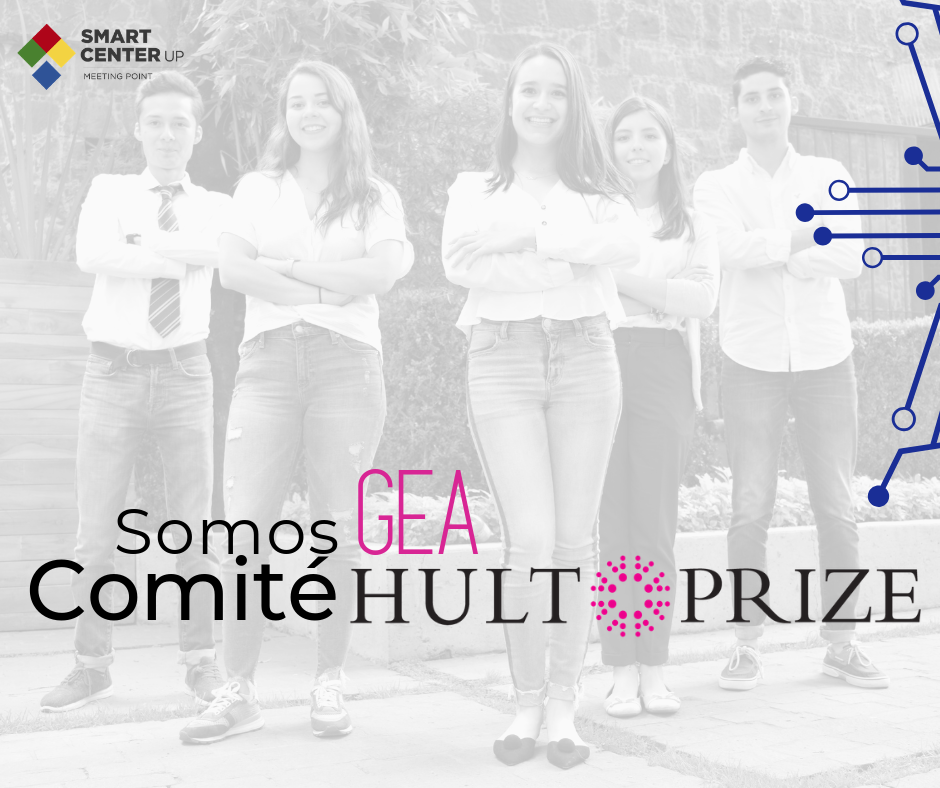 SMART
CENTER UP
MEETING POINT
Somos GEA
Comité HULT PRIZE